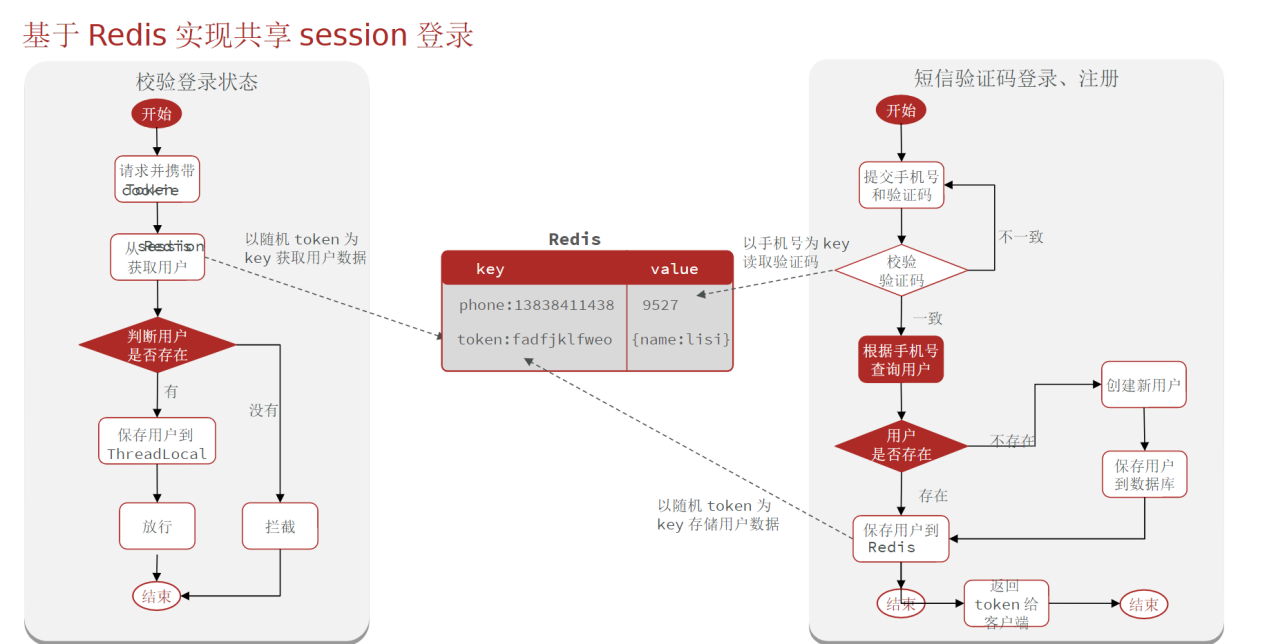 基于 Redis 实现共享 session 登录
校验登录状态
开始
请求并携带
cookie
Token
从 session
Redis
获取用户
判断用户
是否存在
有
没有
保存用户到
ThreadLocal
放行
拦截
结束
以随机 token 为
key 获取用户数据
Redis
key value
phone:13838411438 9527
token:fadfjklfweo {name:lisi}
以手机号为 key
读取验证码
以随机 token 为
key 存储用户数据
短信验证码登录、注册
开始
提交手机号
和验证码
不一致
校验
验证码
一致
根据手机号
查询用户
用户
是否存在
不存在
创建新用户
保存用户
到数据库
存在
保存用户到
Redis
结束
返回
token 给
客户端
结束